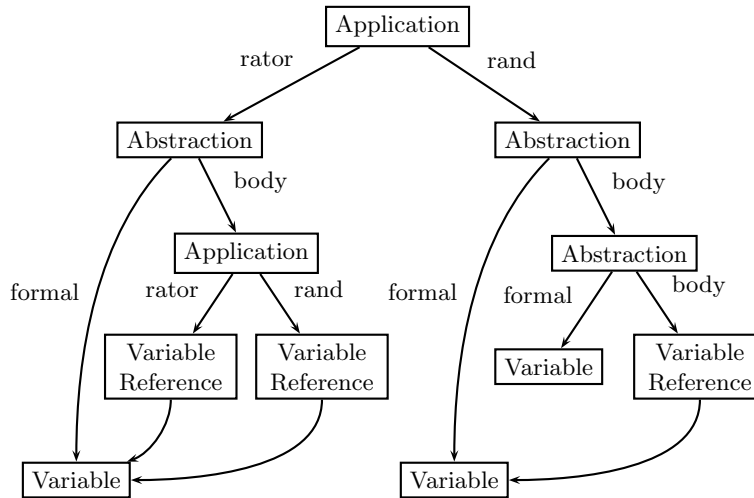 Application
rator
rand
Abstraction
Abstraction
body
body
Application
Abstraction
formal
rator
rand
formal
formal
body
Variable
Reference
Variable
Reference
Variable
Variable
Reference
Variable
Variable